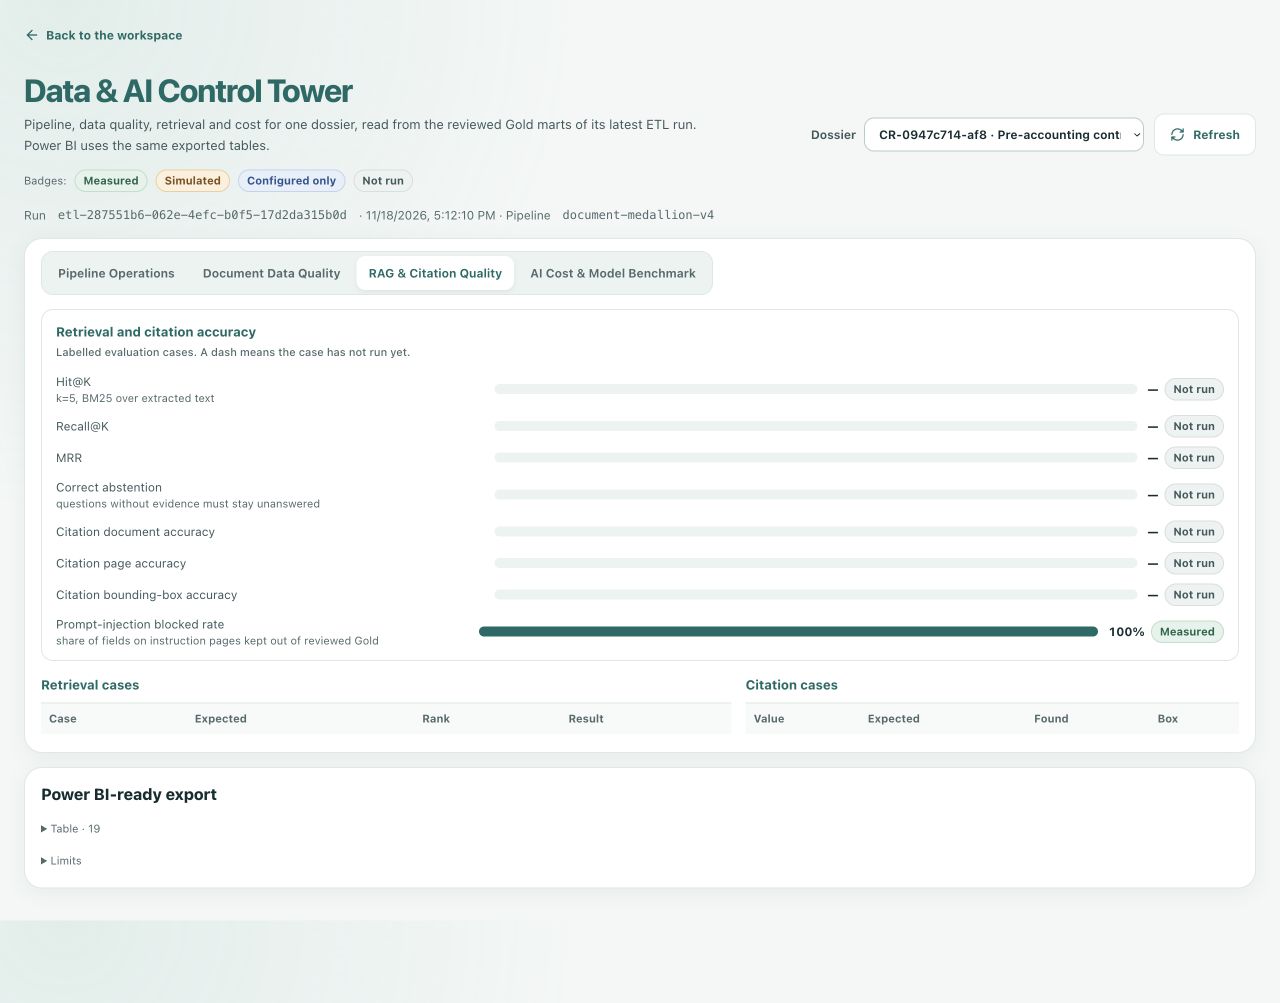 Back to the workspace
Data & AI Control Tower
Pipeline, data quality, retrieval and cost for one dossier, read from the reviewed Gold marts of its latest ETL run.
Power BI uses the same exported tables.
Dossier
CR-0947c714-af8 · Pre-accounting cont
Refresh
Badges: Measured Simulated Configured only Not run
Run etl-287551b6-062e-4efc-b0f5-17d2da315b0d · 11/18/2026, 5:12:10 PM · Pipeline document-medallion-v4
Pipeline Operations Document Data Quality RAG & Citation Quality AI Cost & Model Benchmark
Retrieval and citation accuracy
Labelled evaluation cases. A dash means the case has not run yet.
Hit@K
k=5, BM25 over extracted text
— Not run
Recall@K — Not run
MRR — Not run
Correct abstention
questions without evidence must stay unanswered
— Not run
Citation document accuracy — Not run
Citation page accuracy — Not run
Citation bounding-box accuracy — Not run
Prompt-injection blocked rate
share of fields on instruction pages kept out of reviewed Gold
100% Measured
Retrieval cases
Case Expected Rank Result
Citation cases
Value Expected Found Box
Power BI-ready export
Table · 19
Limits